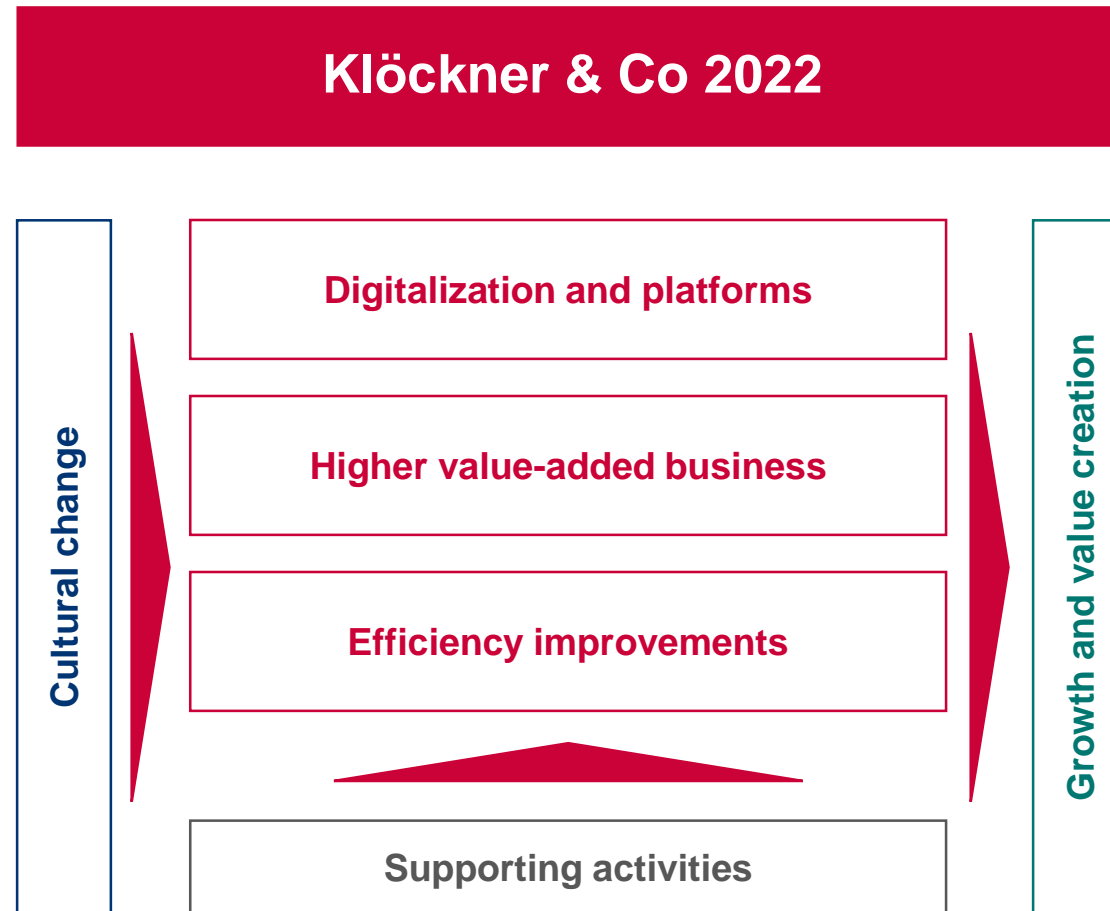 Klöckner & Co 2022
Cultural change
Digitalization and platforms
Higher value-added business
Efficiency improvements
Supporting activities
Growth and value creation